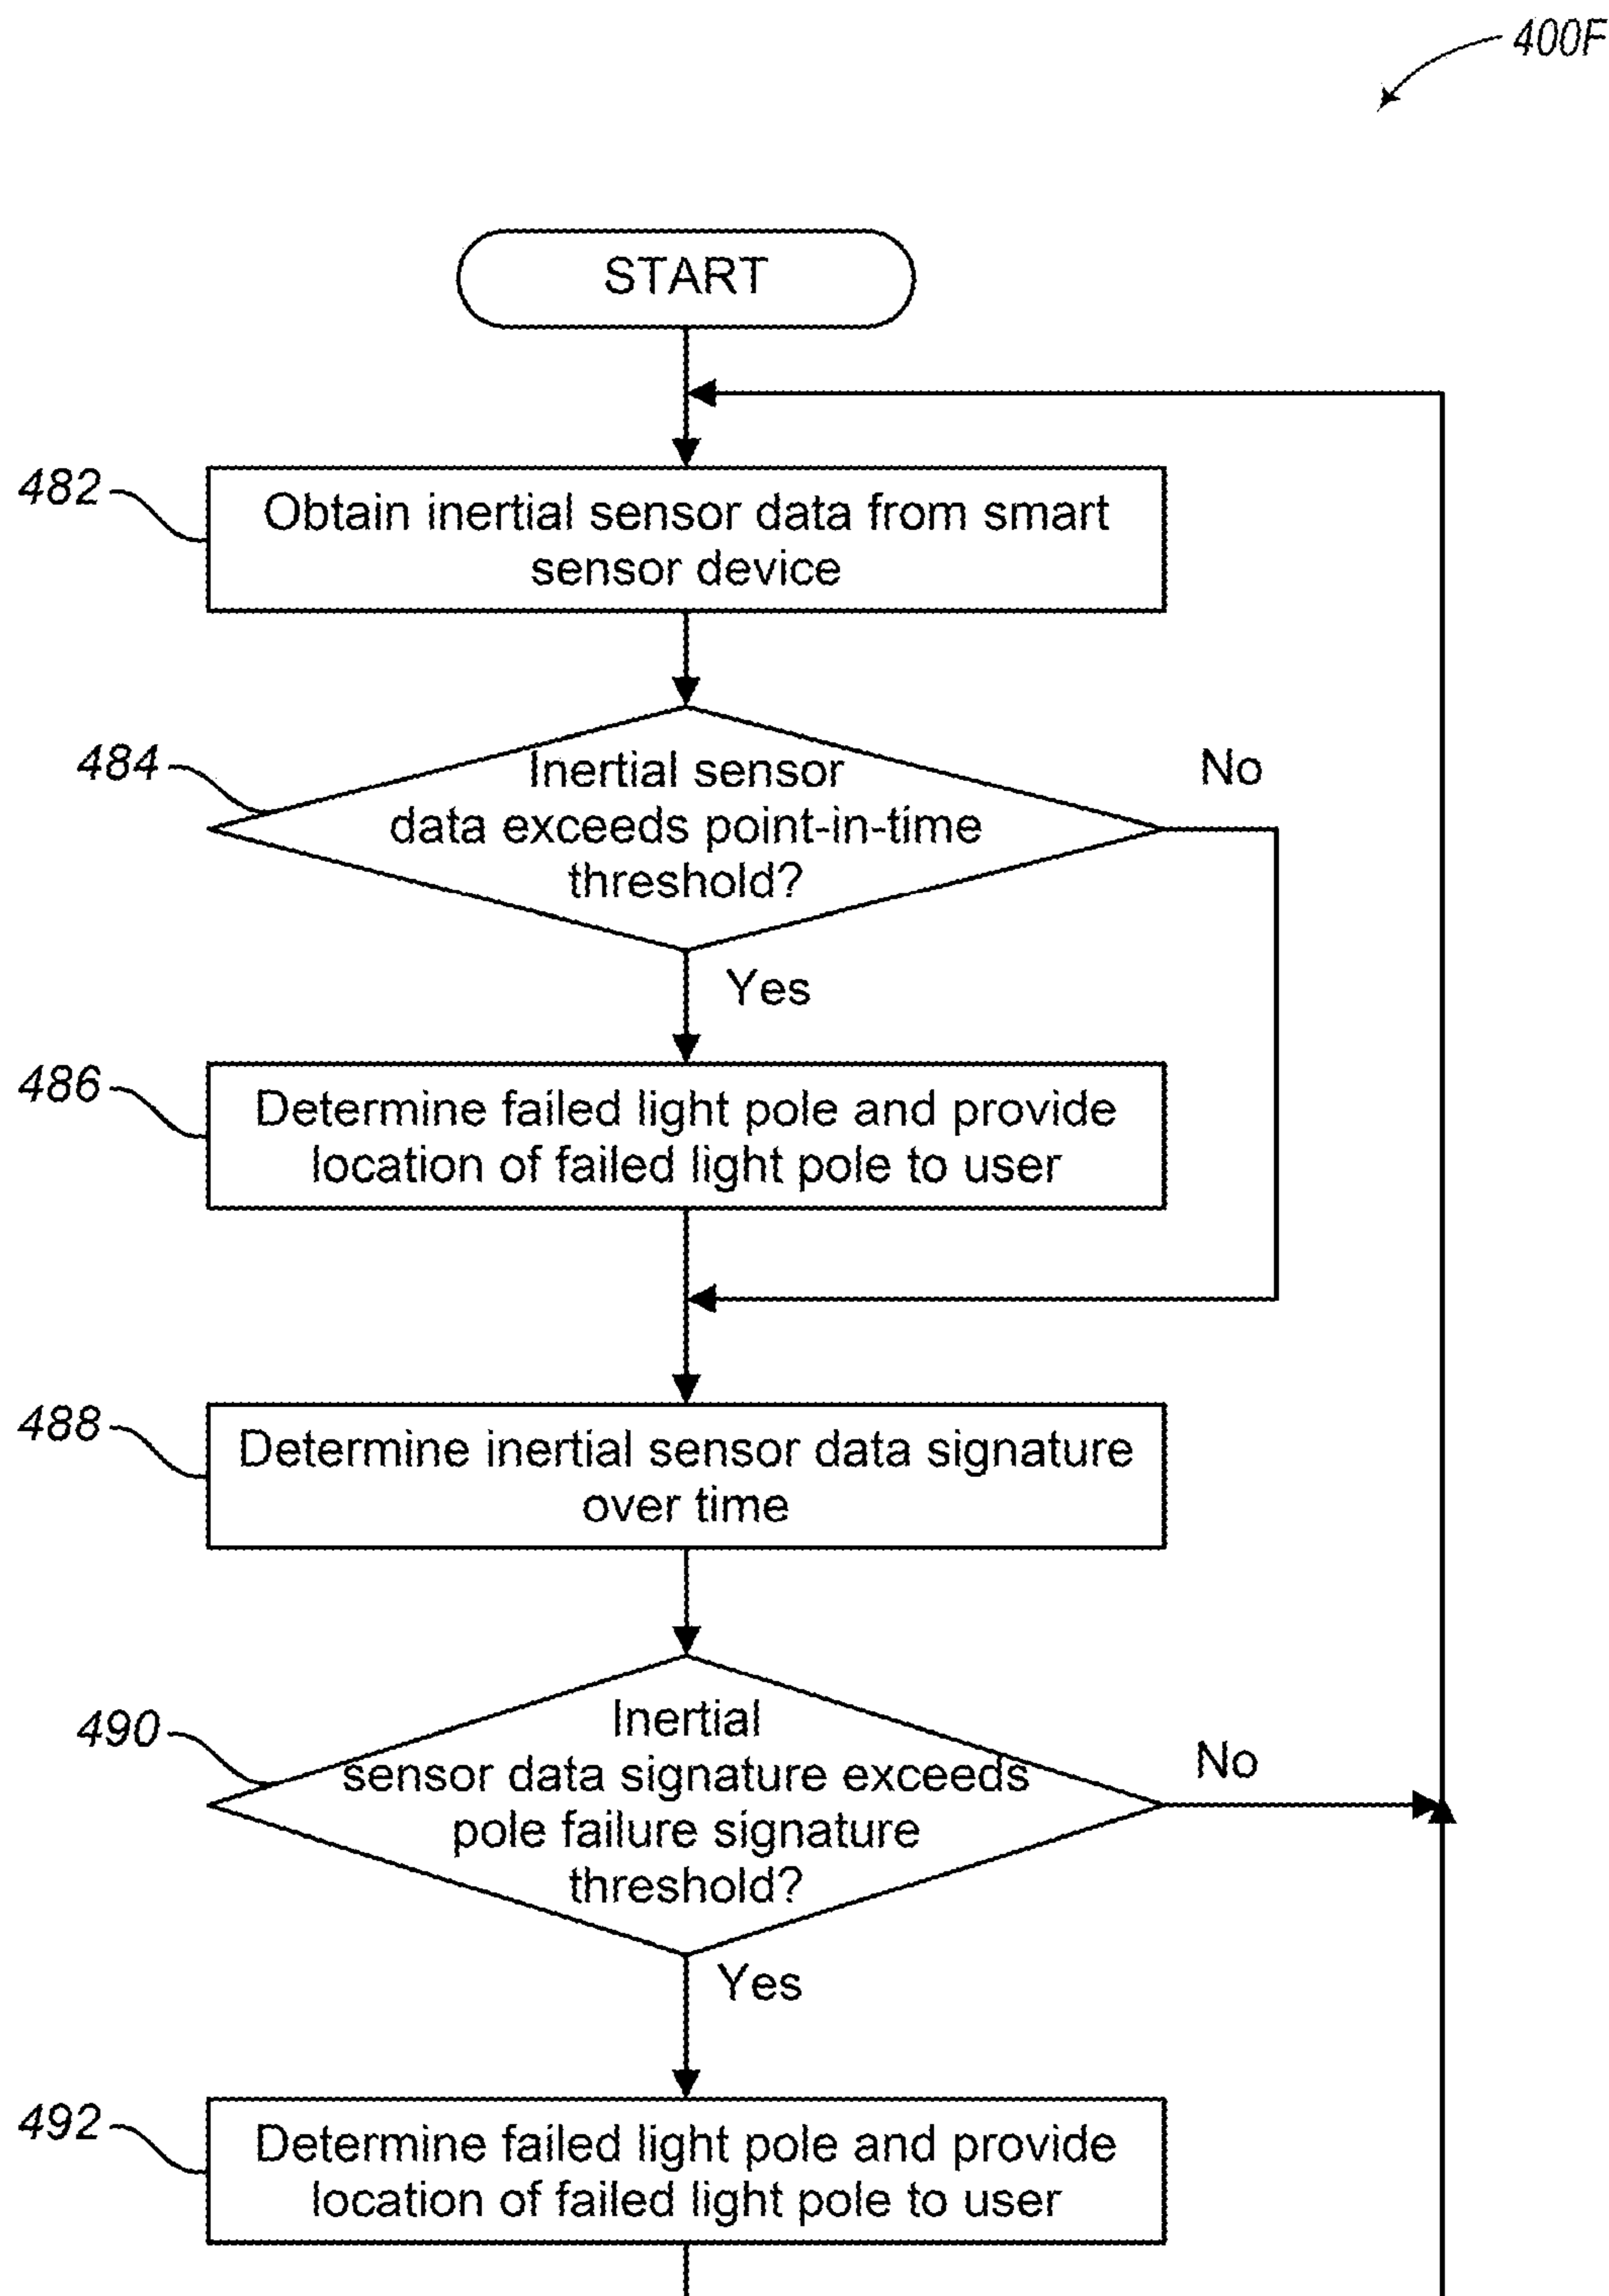 400F
START
482
Obtain inertial sensor data from smart
sensor device
484
Inertial sensor
data exceeds point-in-time
threshold?
No
Yes
486
Determine failed light pole and provide
location of failed light pole to user
488
Determine inertial sensor data signature
over time
490
Inertial
sensor data signature exceeds
pole failure signature
threshold?
No
Yes
492
Determine failed light pole and provide
location of failed light pole to user